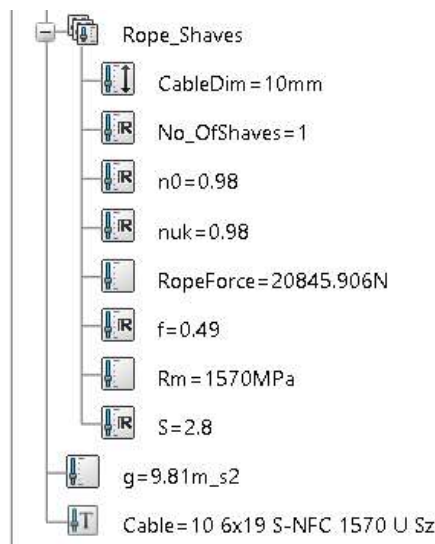 Rope_Shaves
CableDim=10mm
No_OfShaves=1
n0=0.98
nuk=0.98
RopeForce=20845.906N
f=0.49
Rm=1570MPa
S=2.8
g=9.81m_s2
Cable=10 6x19 S-NFC 1570 U Sz